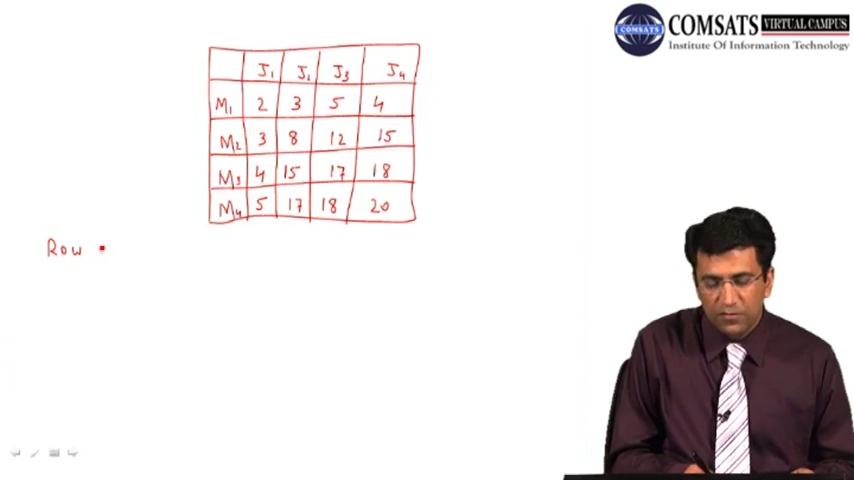 COMSATS VIRTUAL CAMPUS
Institute Of Information Technology
J1 J2 J3 J4
M1 2 3 5 4
M2 3 8 12 15
M3 4 15 17 18
M4 5 17 18 20
Row